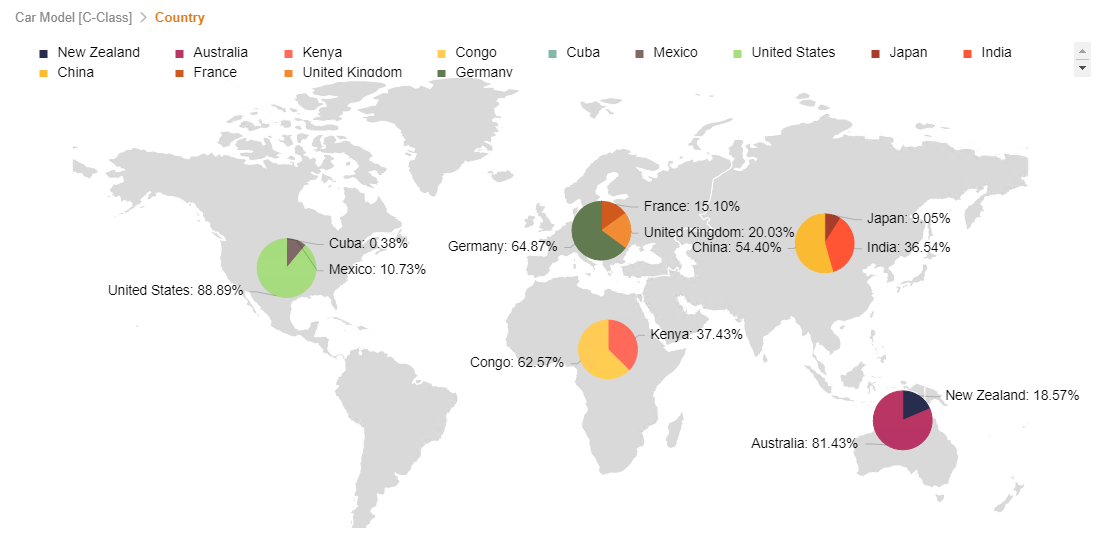 Car Model [C-Class] > Country
New Zealand Australia Kenya Congo Cuba Mexico United States Japan India
China France United Kingdom Germany
France: 15.10%
Japan: 9.05%
United Kingdom: 20.03%
Cuba: 0.38%
Germany: 64.87%
China: 54.40%
India: 36.54%
Mexico: 10.73%
United States: 88.89%
Kenya: 37.43%
Congo: 62.57%
New Zealand: 18.57%
Australia: 81.43%